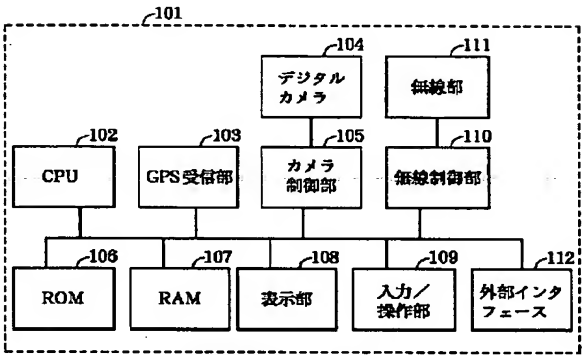 101
104
デジタル
カメラ
111
無線部
102
CPU
103
GPS受信部
105
カメラ
制御部
110
無線制御部
106
ROM
107
RAM
108
表示部
109
入力/
操作部
112
外部インタ
フェース